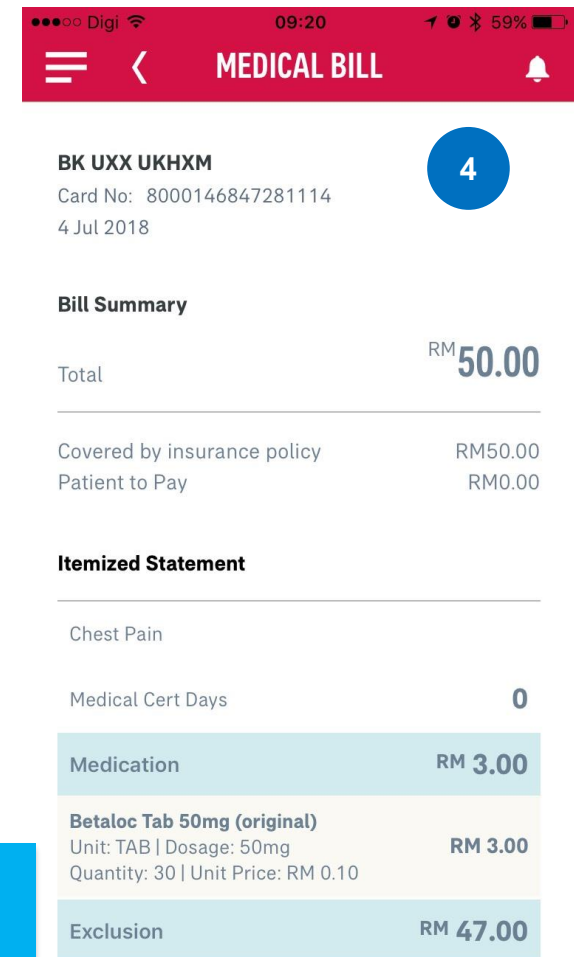 Digi 09:20 59%
MEDICAL BILL
BK UXX UKHXM
4
Card No: 8000146847281114
4 Jul 2018
Bill Summary
Total RM50.00
Covered by insurance policy RM50.00
Patient to Pay RM0.00
Itemized Statement
Chest Pain
Medical Cert Days 0
Medication RM 3.00
Betaloc Tab 50mg (original)
Unit: TAB | Dosage: 50mg RM 3.00
Quantity: 30 | Unit Price: RM 0.10
Exclusion RM 47.00